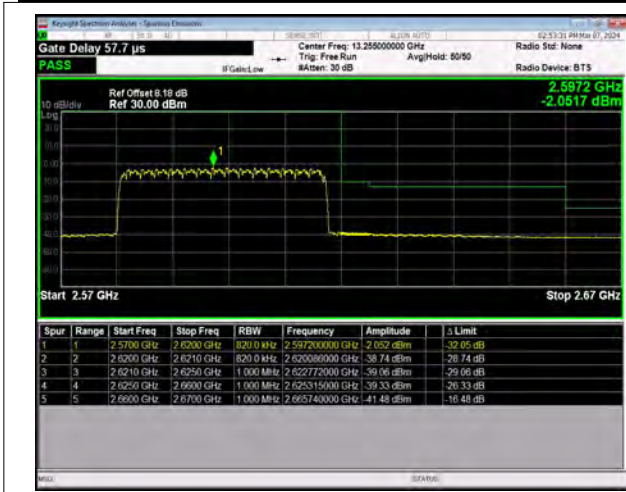 Keysight Spectrum Analyzer - Spurious Emissions
SENSE:INT
ALIGN AUTO
02:53:31 PM Mar 07, 2024
Gate Delay 57.7 µs
Center Freq: 13.255000000 GHz
Radio Std: None
Trig: Free Run
Avg|Hold: 50/50
PASS
IFGain:Low
#Atten: 30 dB
Radio Device: BTS
2.5972 GHz
Ref Offset 8.18 dB
-2.0517 dBm
10 dB/div
Ref 30.00 dBm
Log
1
Start 2.57 GHz
Stop 2.67 GHz
Spur Range Start Freq Stop Freq RBW Frequency Amplitude Δ Limit
1 1 2.5700 GHz 2.6200 GHz 820.0 kHz 2.597200000 GHz -2.052 dBm -32.05 dB
2 2 2.6200 GHz 2.6210 GHz 820.0 kHz 2.620086000 GHz -38.74 dBm -28.74 dB
3 3 2.6210 GHz 2.6250 GHz 1.000 MHz 2.622772000 GHz -39.06 dBm -29.06 dB
4 4 2.6250 GHz 2.6600 GHz 1.000 MHz 2.625315000 GHz -39.33 dBm -26.33 dB
5 5 2.6600 GHz 2.6700 GHz 1.000 MHz 2.665740000 GHz -41.48 dBm -16.48 dB
MSG
STATUS